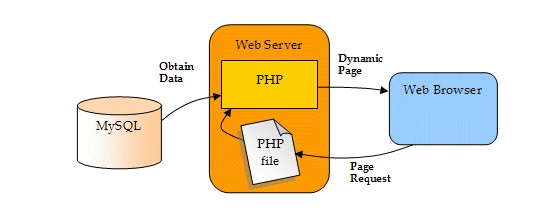 Web Server
Obtain
Data
PHP
Dynamic
Page
Web Browser
MySQL
PHP
file
Page
Request